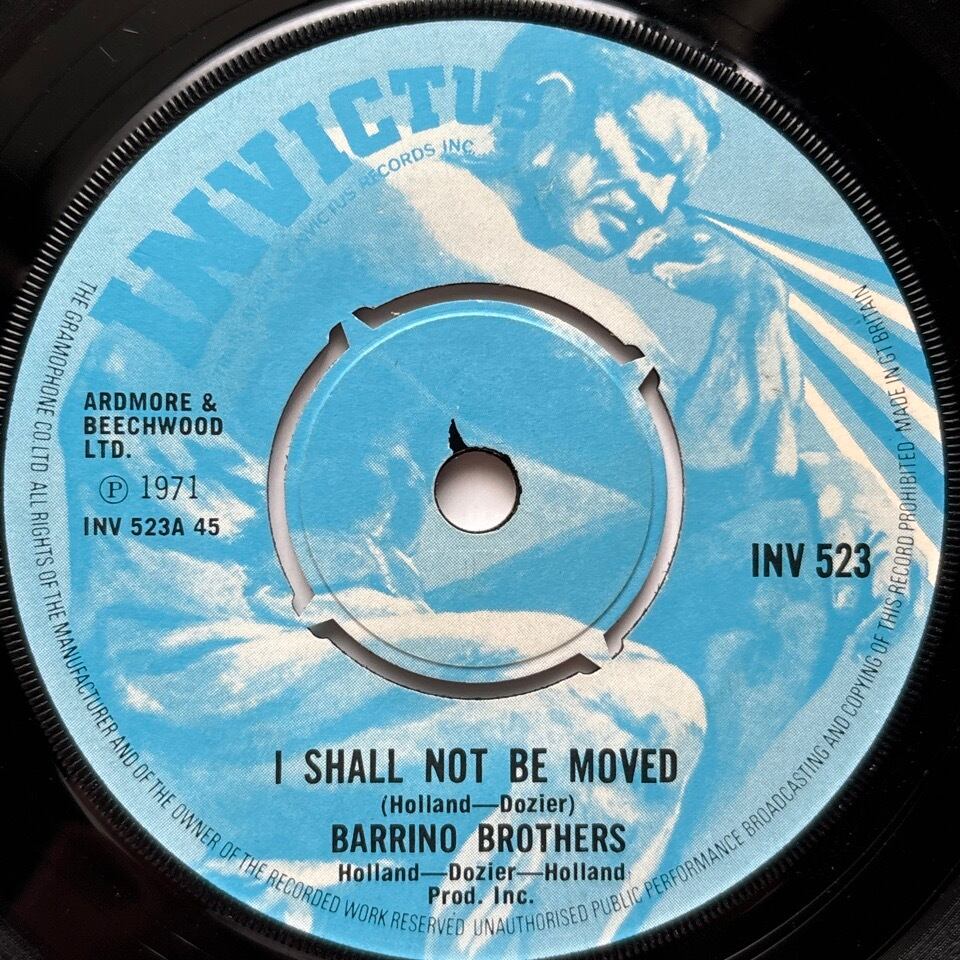 INVICTUS
INVICTUS RECORDS INC.
ARDMORE &
BEECHWOOD
LTD.
Ⓟ 1971
INV 523A 45
INV 523
I SHALL NOT BE MOVED
(Holland—Dozier)
BARRINO BROTHERS
Holland—Dozier—Holland
Prod. Inc.
THE GRAMOPHONE CO. LTD. ALL RIGHTS OF THE MANUFACTURER AND OF THE OWNER OF THE RECORDED WORK RESERVED UNAUTHORISED PUBLIC PERFORMANCE BROADCASTING AND COPYING OF THIS RECORD PROHIBITED MADE IN GT BRITAIN